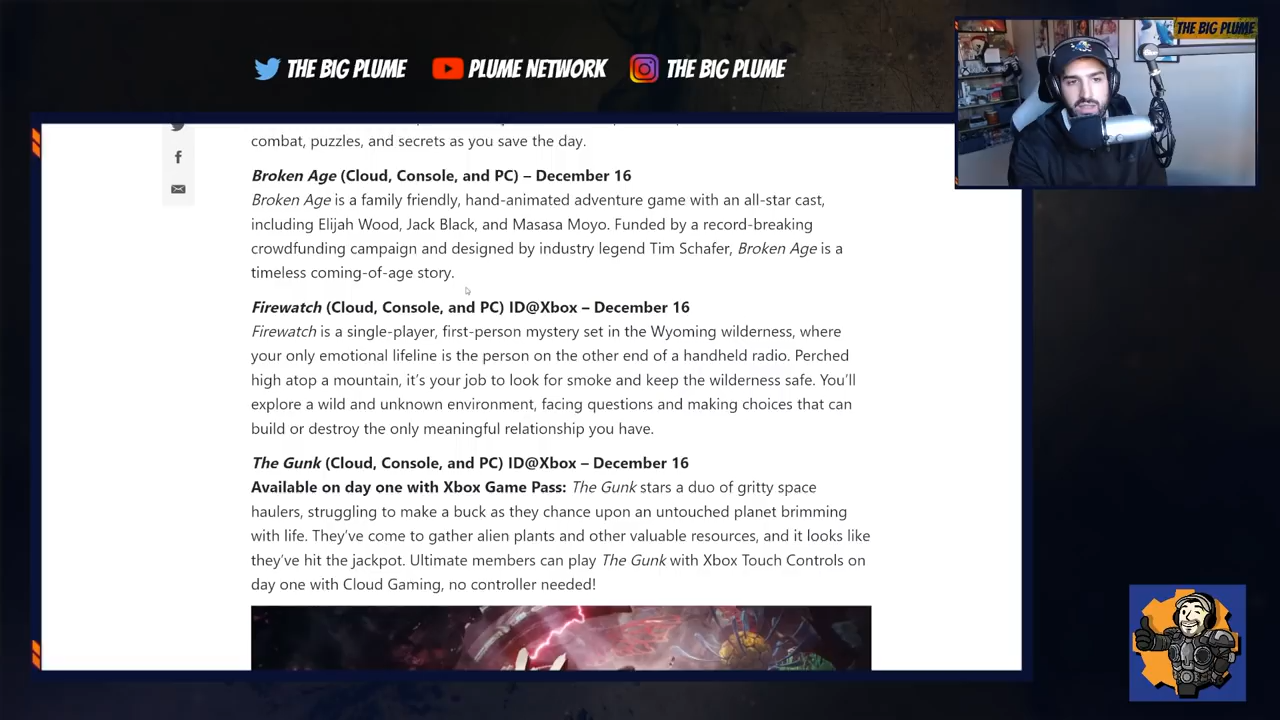 THE BIG PLUME
THE BIG PLUME PLUME NETWORK THE BIG PLUME
combat, puzzles, and secrets as you save the day.
Broken Age (Cloud, Console, and PC) – December 16
Broken Age is a family friendly, hand-animated adventure game with an all-star cast,
including Elijah Wood, Jack Black, and Masasa Moyo. Funded by a record-breaking
crowdfunding campaign and designed by industry legend Tim Schafer, Broken Age is a
timeless coming-of-age story.
Firewatch (Cloud, Console, and PC) ID@Xbox – December 16
Firewatch is a single-player, first-person mystery set in the Wyoming wilderness, where
your only emotional lifeline is the person on the other end of a handheld radio. Perched
high atop a mountain, it's your job to look for smoke and keep the wilderness safe. You'll
explore a wild and unknown environment, facing questions and making choices that can
build or destroy the only meaningful relationship you have.
The Gunk (Cloud, Console, and PC) ID@Xbox – December 16
Available on day one with Xbox Game Pass: The Gunk stars a duo of gritty space
haulers, struggling to make a buck as they chance upon an untouched planet brimming
with life. They've come to gather alien plants and other valuable resources, and it looks like
they've hit the jackpot. Ultimate members can play The Gunk with Xbox Touch Controls on
day one with Cloud Gaming, no controller needed!